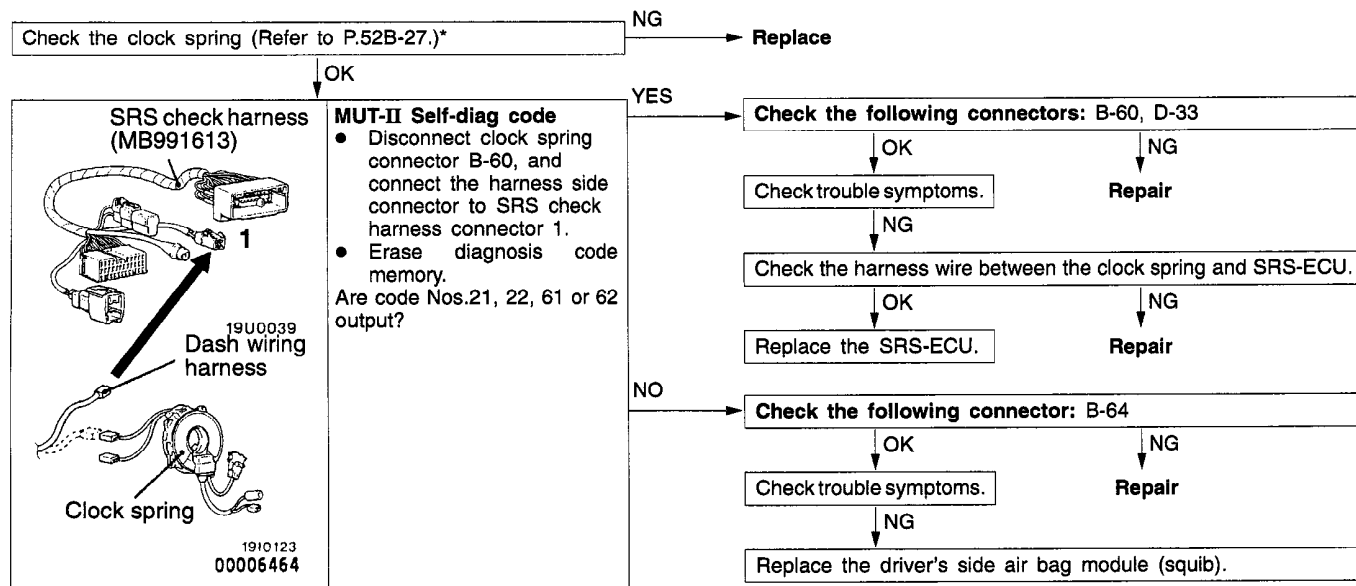 Check the clock spring (Refer to P.52B-27.)*
NG
Replace
OK
SRS check harness
(MB991613)
1
19U0039
Dash wiring
harness
Clock spring
1910123
00006464
MUT-II Self-diag code
● Disconnect clock spring
connector B-60, and
connect the harness side
connector to SRS check
harness connector 1.
● Erase diagnosis code
memory.
Are code Nos.21, 22, 61 or 62
output?
YES
Check the following connectors: B-60, D-33
OK
NG
Check trouble symptoms.
Repair
NG
Check the harness wire between the clock spring and SRS-ECU.
OK
NG
Replace the SRS-ECU.
Repair
NO
Check the following connector: B-64
OK
NG
Check trouble symptoms.
Repair
NG
Replace the driver's side air bag module (squib).